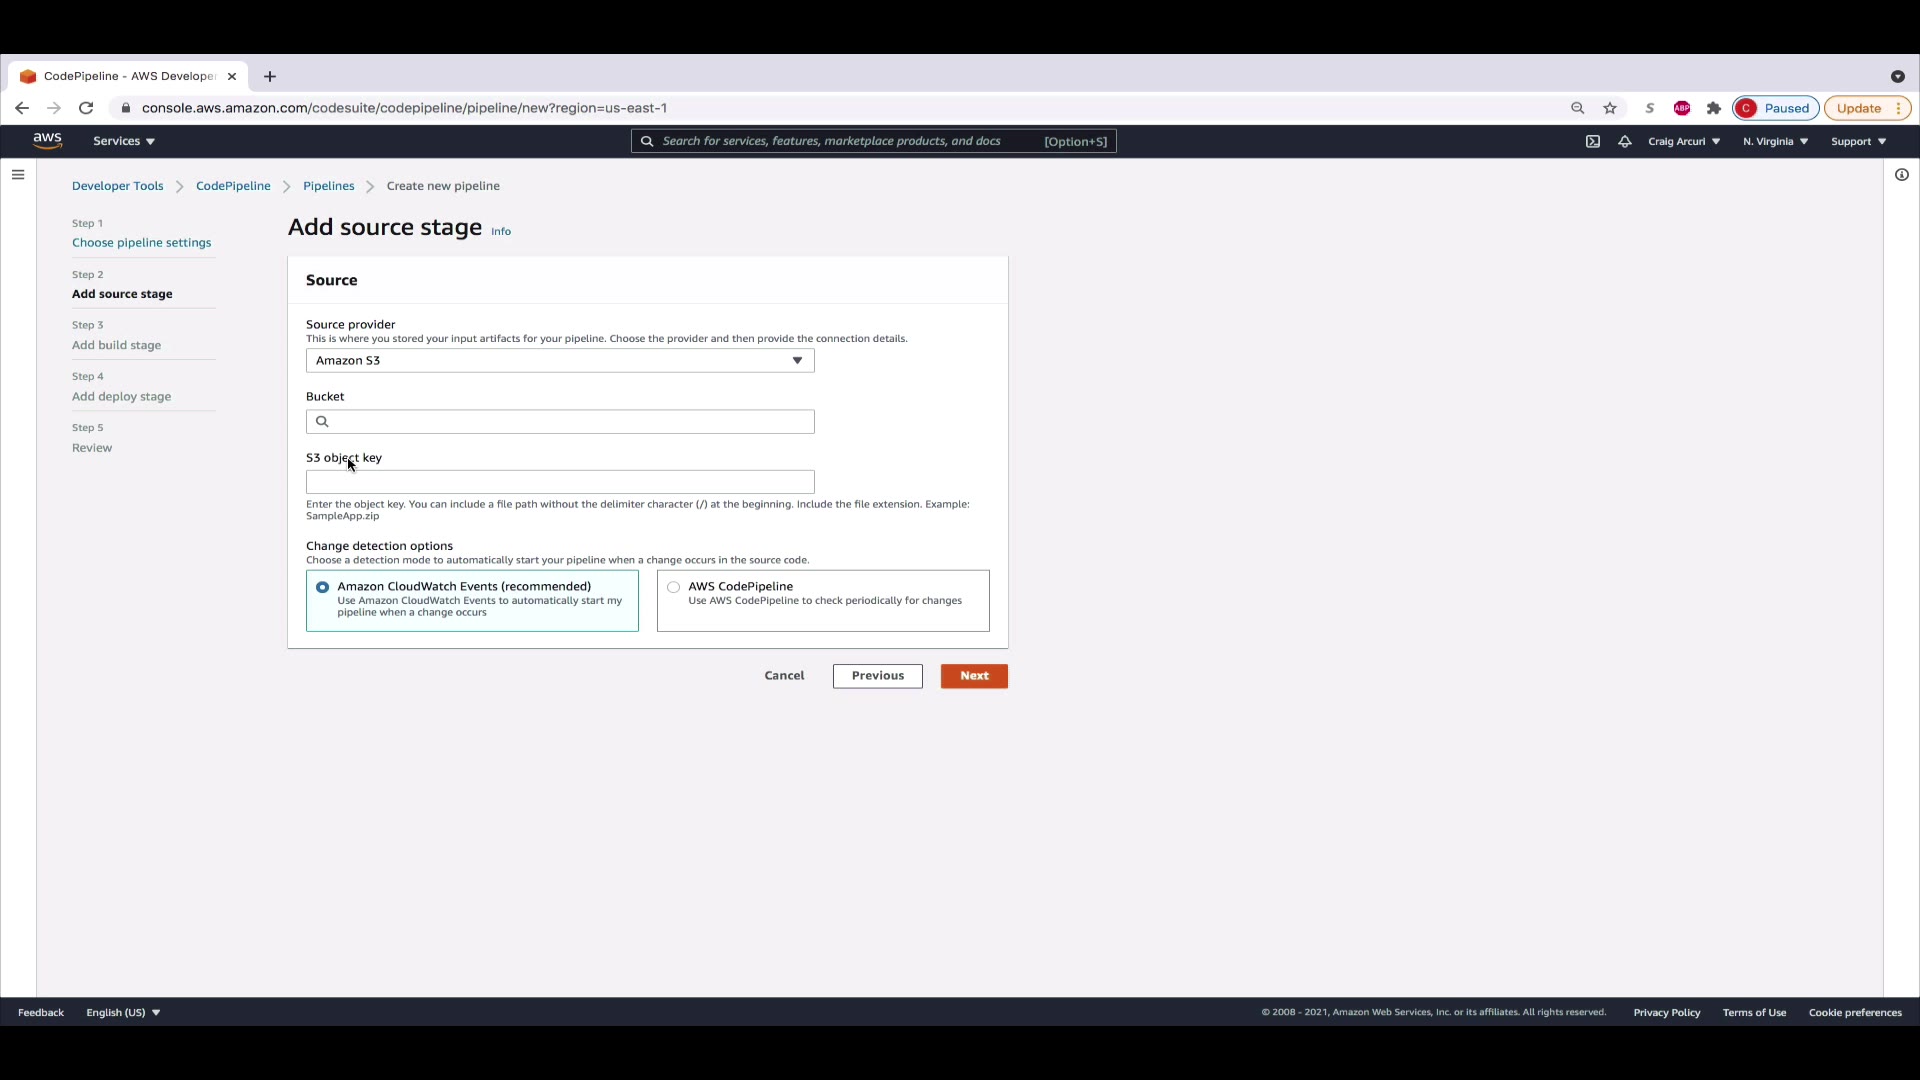 CodePipeline - AWS Develope
console.aws.amazon.com/codesuite/codepipeline/pipeline/new?region=us-east-1
S
ABP
C Paused
Update
aws
Services
Search for services, features, marketplace products, and docs [Option+S]
Craig Arcuri
N. Virginia
Support
Developer Tools
CodePipeline
Pipelines
Create new pipeline
Step 1
Choose pipeline settings
Step 2
Add source stage
Step 3
Add build stage
Step 4
Add deploy stage
Step 5
Review
Add source stage Info
Source
Source provider
This is where you stored your input artifacts for your pipeline. Choose the provider and then provide the connection details.
Amazon S3
Bucket
S3 object key
Enter the object key. You can include a file path without the delimiter character (/) at the beginning. Include the file extension. Example:
SampleApp.zip
Change detection options
Choose a detection mode to automatically start your pipeline when a change occurs in the source code.
Amazon CloudWatch Events (recommended)
Use Amazon CloudWatch Events to automatically start my
pipeline when a change occurs
AWS CodePipeline
Use AWS CodePipeline to check periodically for changes
Cancel
Previous
Next
Feedback
English (US)
© 2008 - 2021, Amazon Web Services, Inc. or its affiliates. All rights reserved.
Privacy Policy
Terms of Use
Cookie preferences